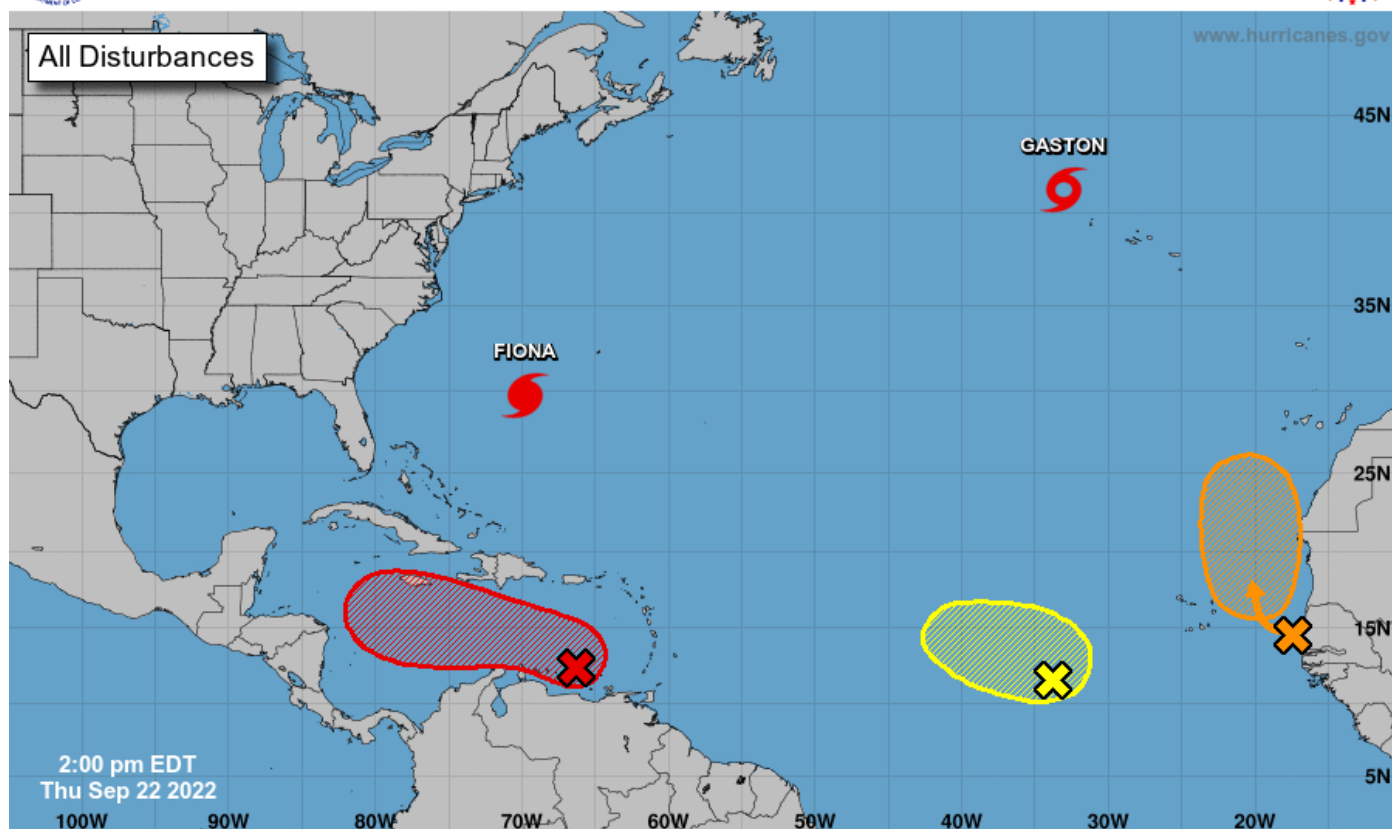 All Disturbances
www.hurricanes.gov
45N
GASTON
35N
FIONA
25N
15N
2:00 pm EDT
Thu Sep 22 2022
5N
100W 90W 80W 70W 60W 50W 40W 30W 20W